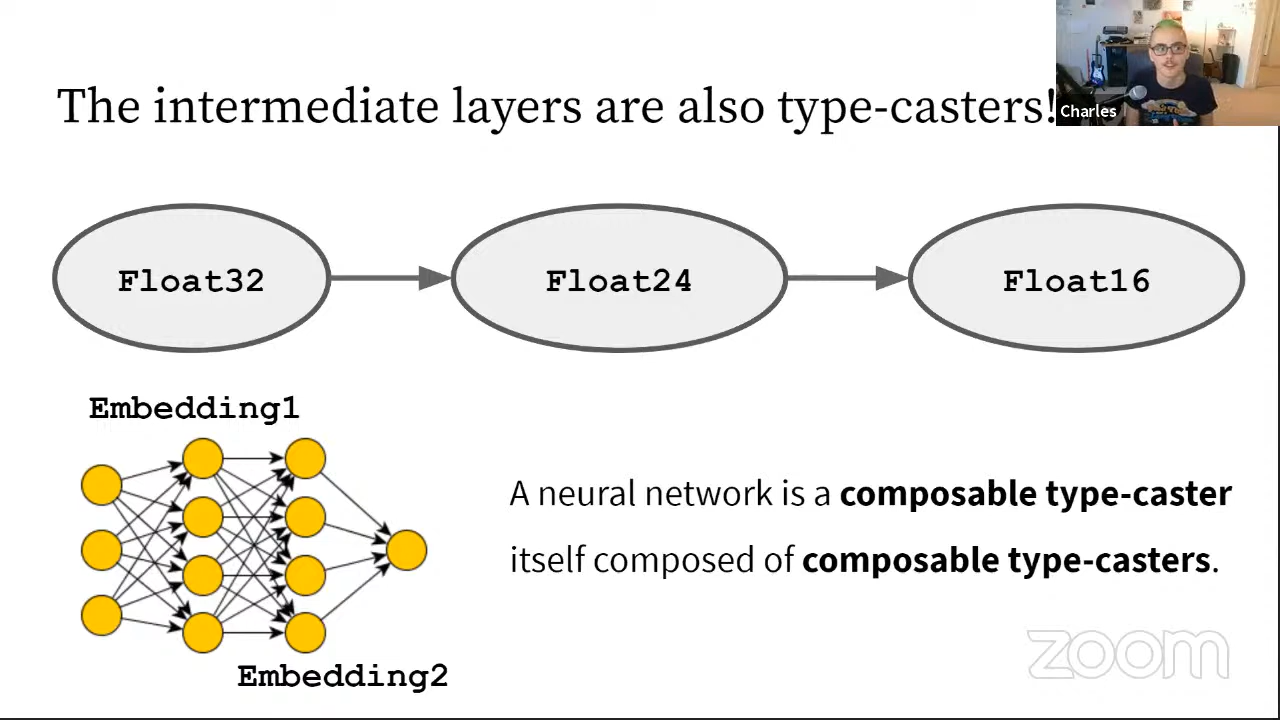 The intermediate layers are also type-casters!
Charles
Float32
Float24
Float16
Embedding1
A neural network is a composable type-caster
itself composed of composable type-casters.
Embedding2
zoom